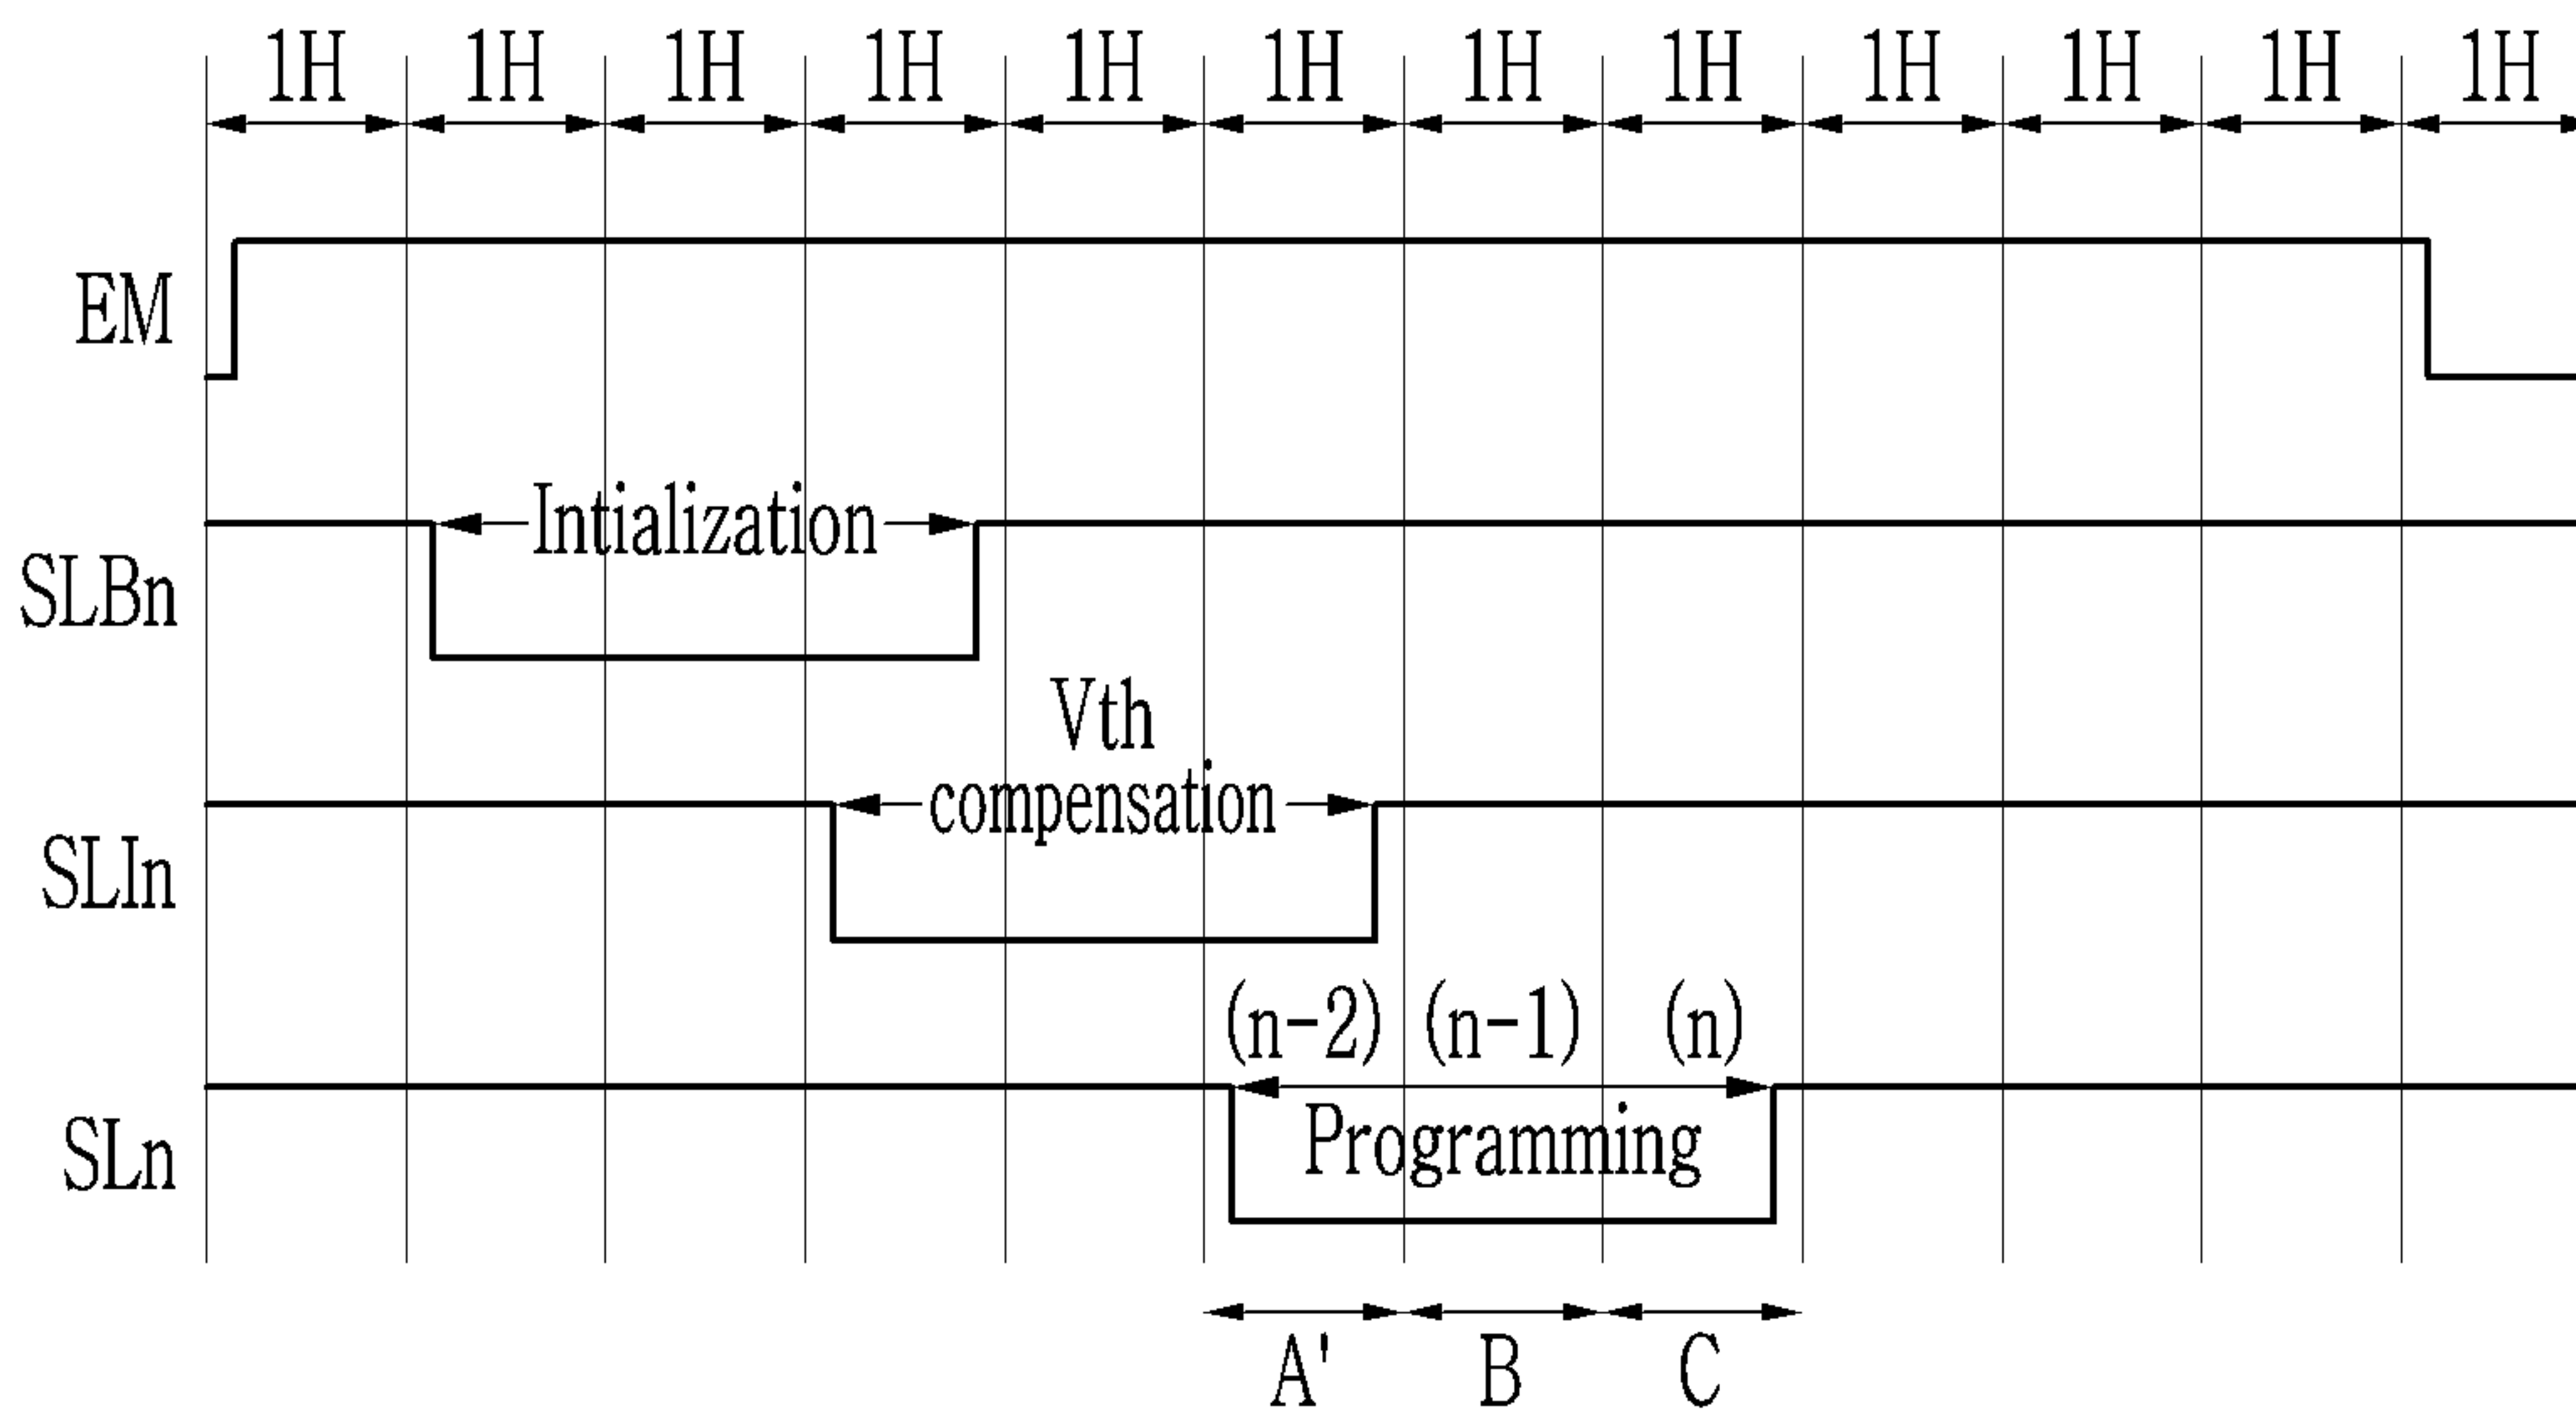 1H 1H 1H 1H 1H 1H 1H 1H 1H 1H 1H 1H
EM
Intialization
SLBn
Vth
compensation
SLIn
(n-2) (n-1) (n)
Programming
SLn
A' B C